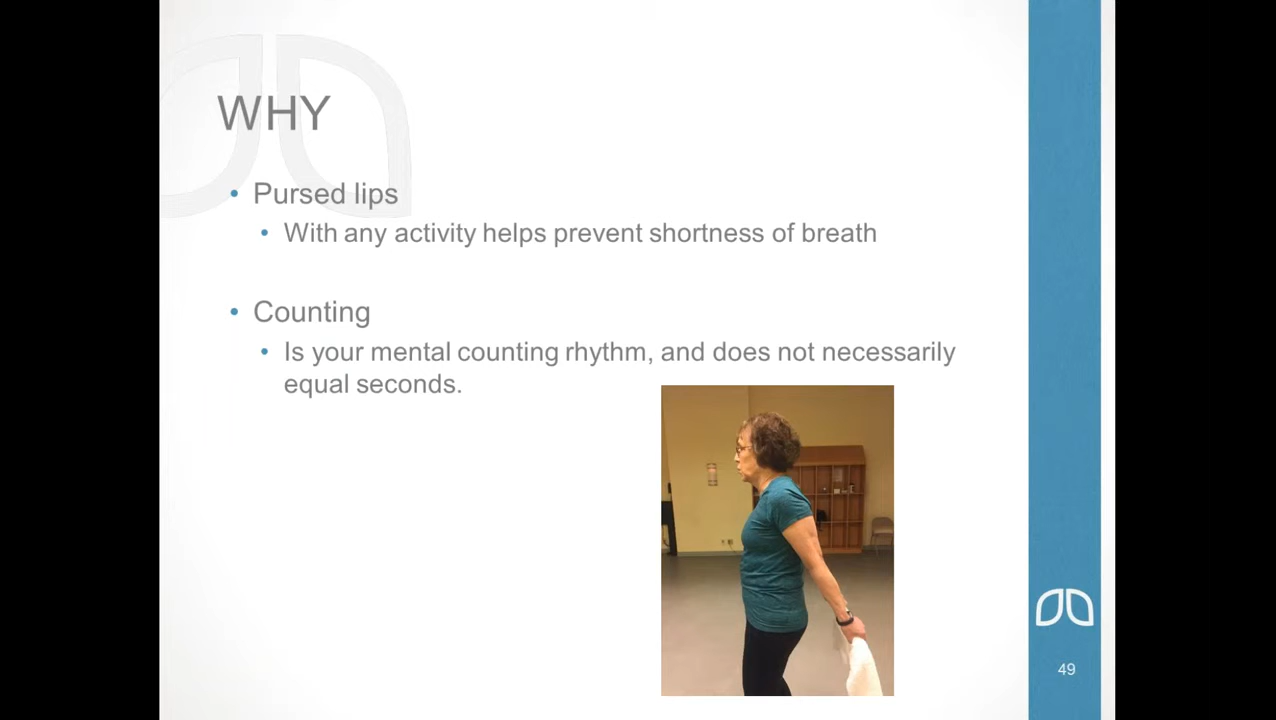 WHY
• Pursed lips
• With any activity helps prevent shortness of breath
• Counting
• Is your mental counting rhythm, and does not necessarily
equal seconds.
49